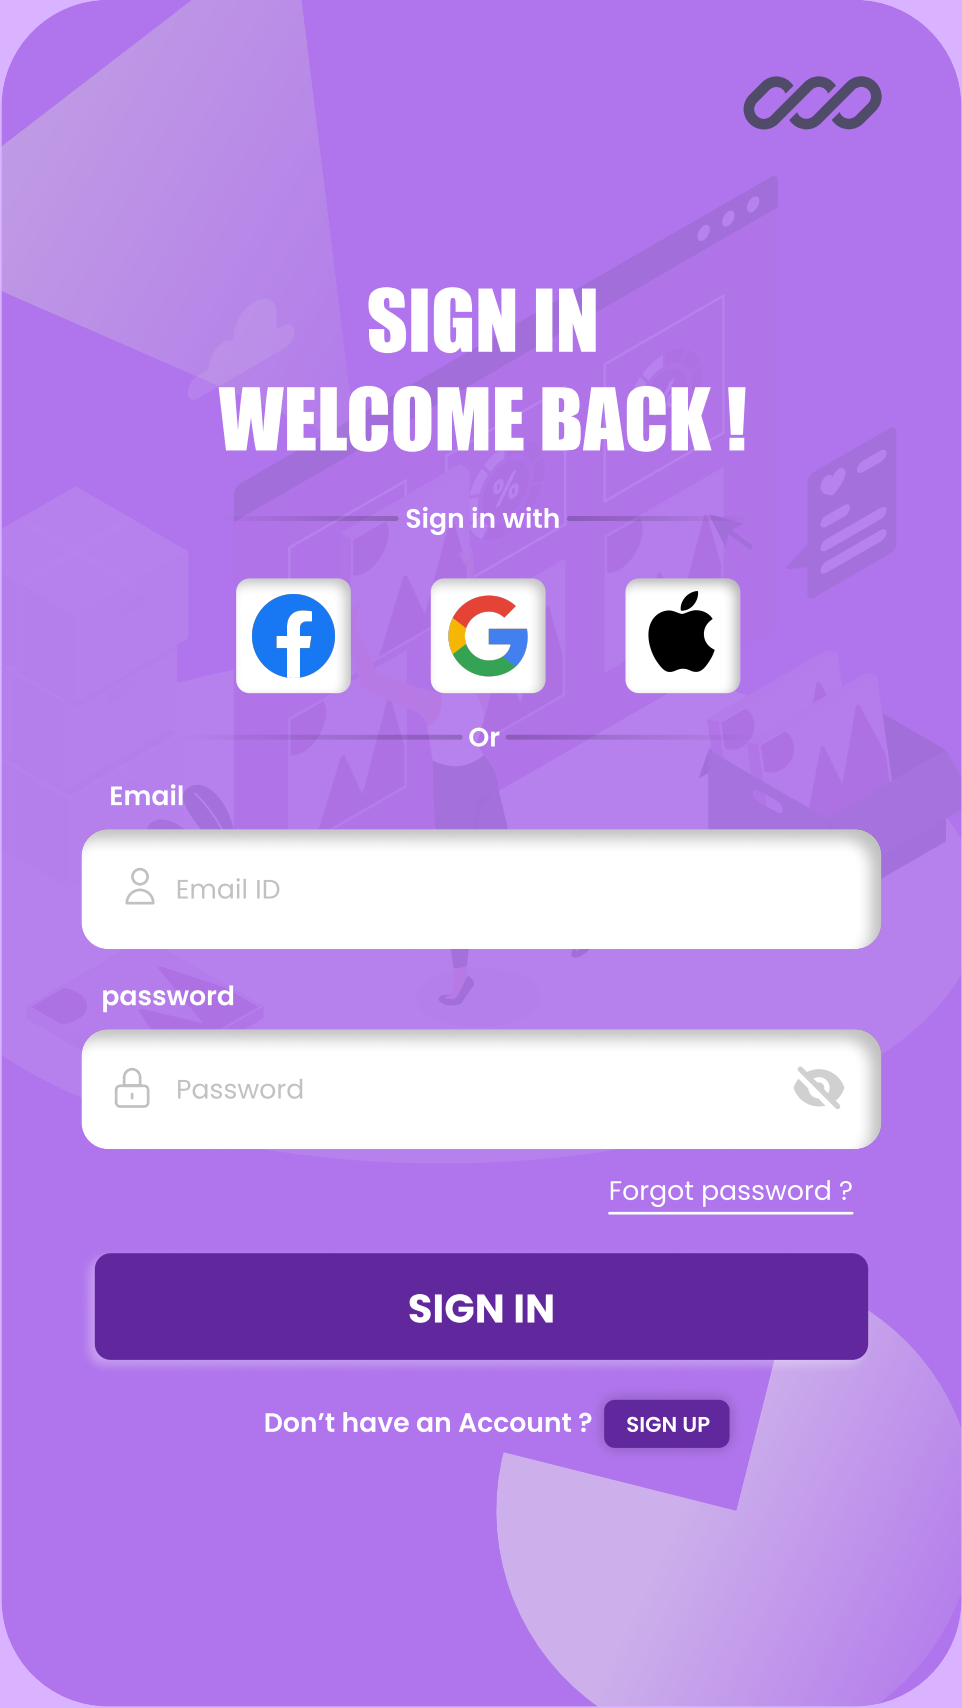 SIGN IN
WELCOME BACK !
%
Sign in with
Or
Email
Email ID
password
Password
Forgot password ?
SIGN IN
Don’t have an Account ? SIGN UP